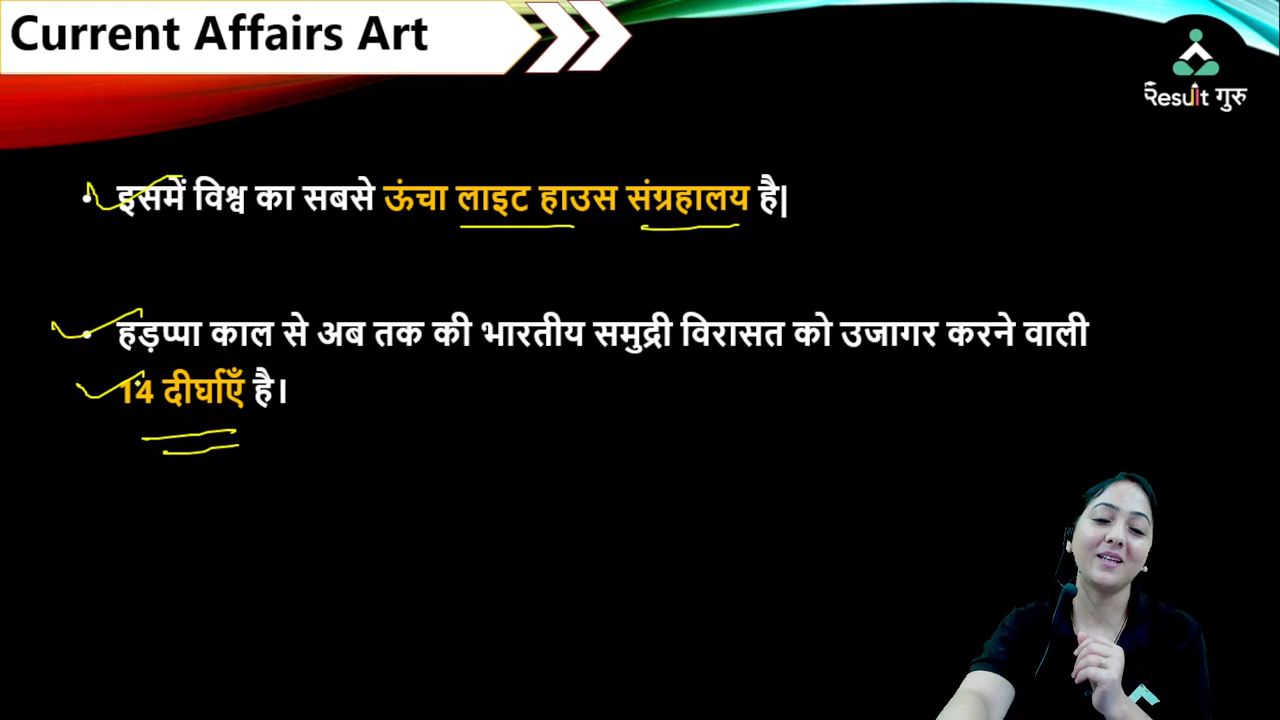 Current Affairs Art
Result गुरु
इसमें विश्व का सबसे ऊंचा लाइट हाउस संग्रहालय है|
हड़प्पा काल से अब तक की भारतीय समुद्री विरासत को उजागर करने वाली
14 दीर्घाएँ है।